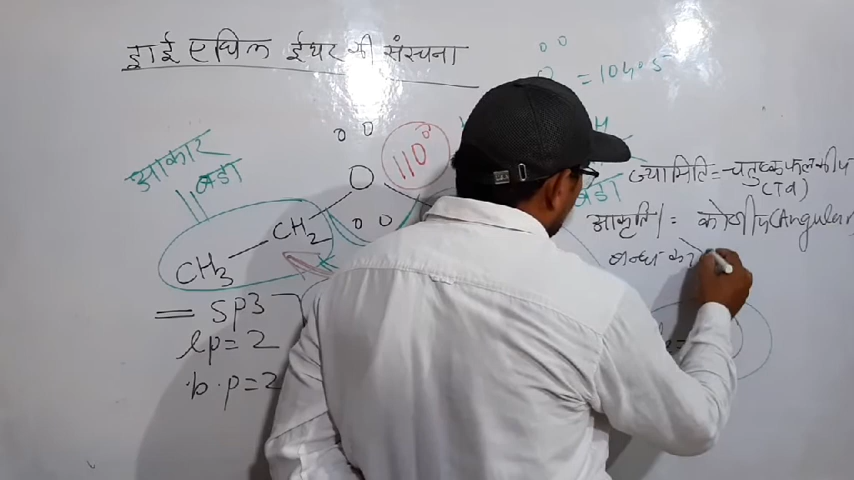 ड्राई एथिल ईथर की संरचना
= 104.5
H
आकार
बडा
110°
O
CH3 — CH2
बडा
ज्यामिति = चतुष्कफलकीय
(Td)
आकृति = कोणीय (Angular
बन्ध
= SP3
lp = 2
b.p = 2